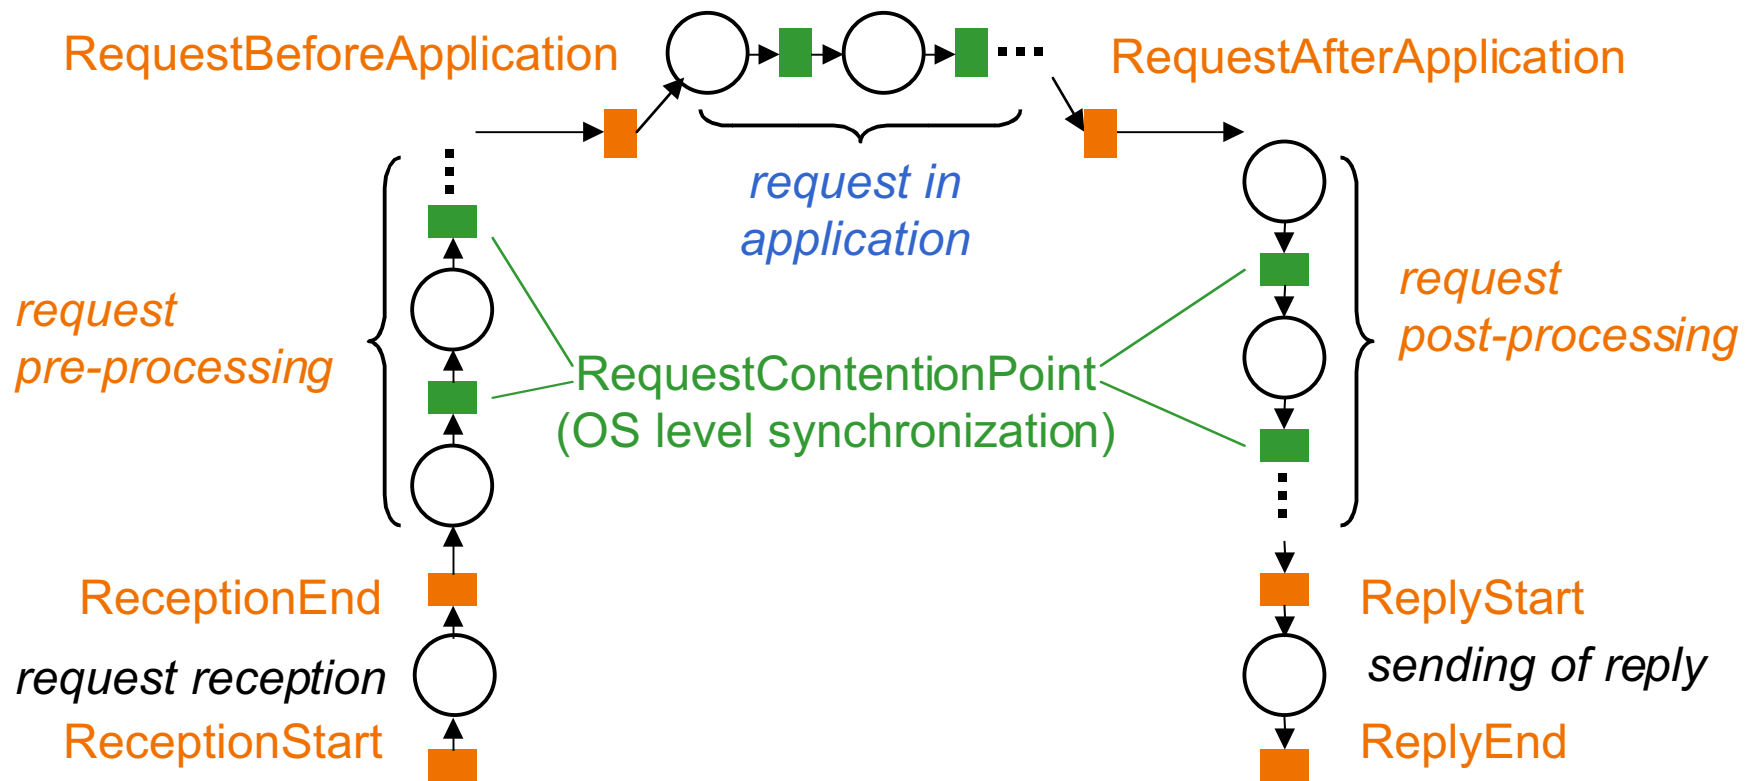 RequestBeforeApplication
RequestAfterApplication
request in
application
request
pre-processing
request
post-processing
RequestContentionPoint
(OS level synchronization)
ReceptionEnd
request reception
ReceptionStart
ReplyStart
sending of reply
ReplyEnd